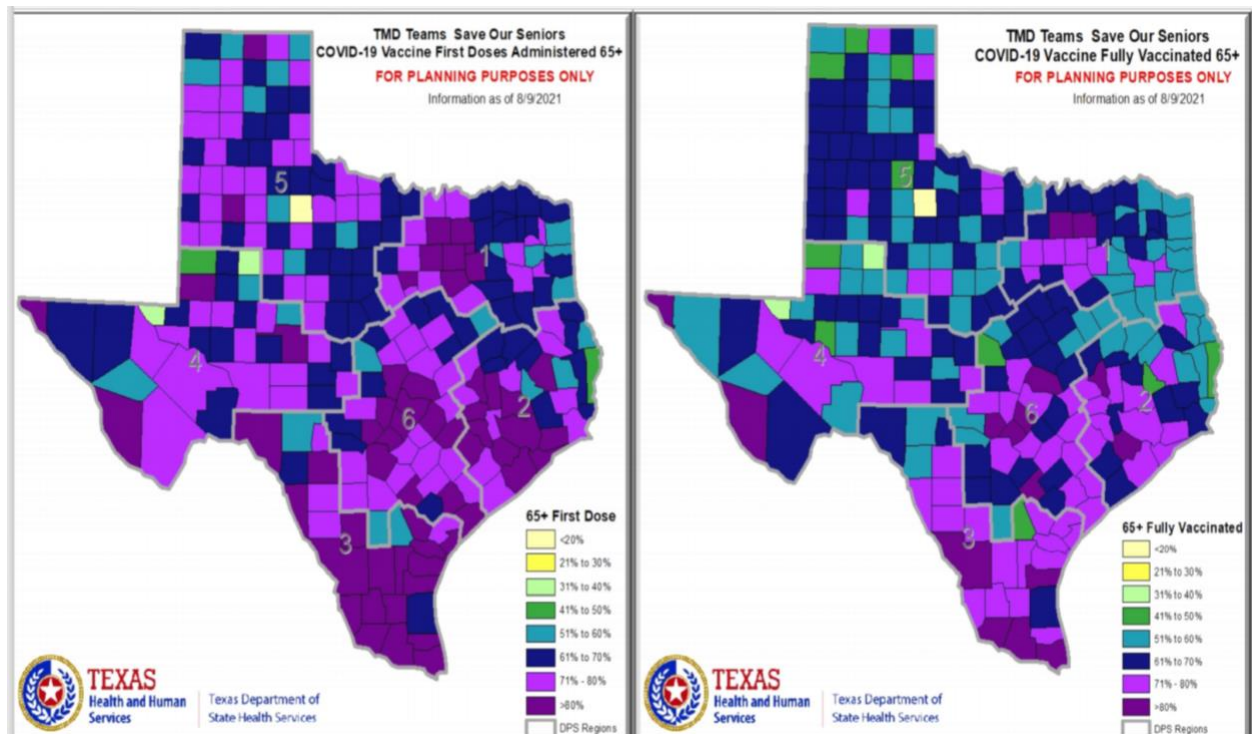 TMD Teams Save Our Seniors
COVID-19 Vaccine First Doses Administered 65+
FOR PLANNING PURPOSES ONLY
Information as of 8/9/2021
5
1
4
2
6
3
65+ First Dose
<20%
21% to 30%
31% to 40%
41% to 50%
51% to 60%
61% to 70%
71% - 80%
>80%
DPS Regions
TEXAS
Health and Human
Services
Texas Department of
State Health Services
TMD Teams Save Our Seniors
COVID-19 Vaccine Fully Vaccinated 65+
FOR PLANNING PURPOSES ONLY
Information as of 8/9/2021
5
1
4
2
6
3
65+ Fully Vaccinated
<20%
21% to 30%
31% to 40%
41% to 50%
51% to 60%
61% to 70%
71% - 80%
>80%
DPS Regions
TEXAS
Health and Human
Services
Texas Department of
State Health Services